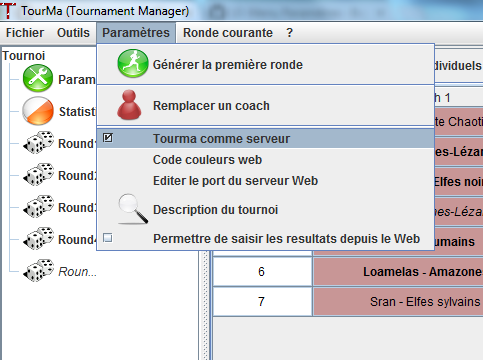 TourMa (Tournament Manager)
Fichier Outils Paramètres Ronde courante ?
Tournoi
Param
Statisti
Round
Round
Round
Round
Roun...
Générer la première ronde
Remplacer un coach
Tourma comme serveur
Code couleurs web
Editer le port du serveur Web
Description du tournoi
Permettre de saisir les resultats depuis le Web
dividuels
h 1
te Chaoti
es-Lézar
Elfes noi
es-Léza
umains
6 Loamelas - Amazone
7 Sran - Elfes sylvains